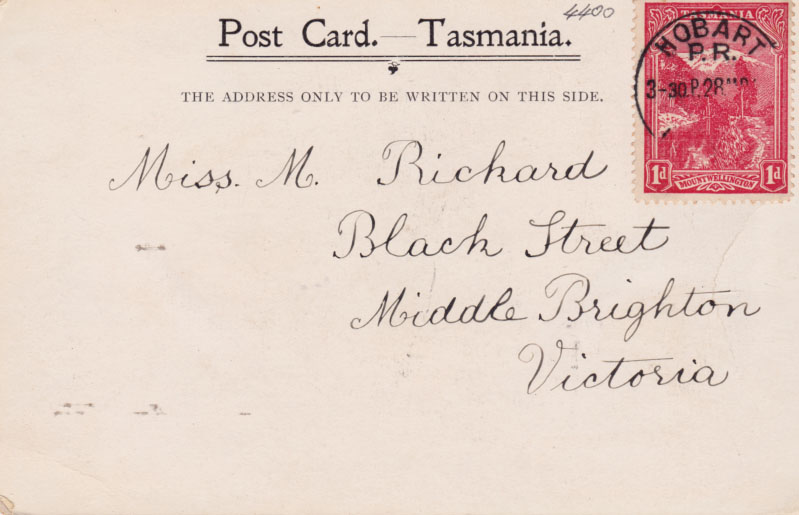 4400
Post Card.—Tasmania.
THE ADDRESS ONLY TO BE WRITTEN ON THIS SIDE.
TASMANIA
HOBART
P.R.
3-30P.28
1d
MOUNT WELLINGTON
1d
Miss. M. Rickard
Black Street
Middle Brighton
Victoria